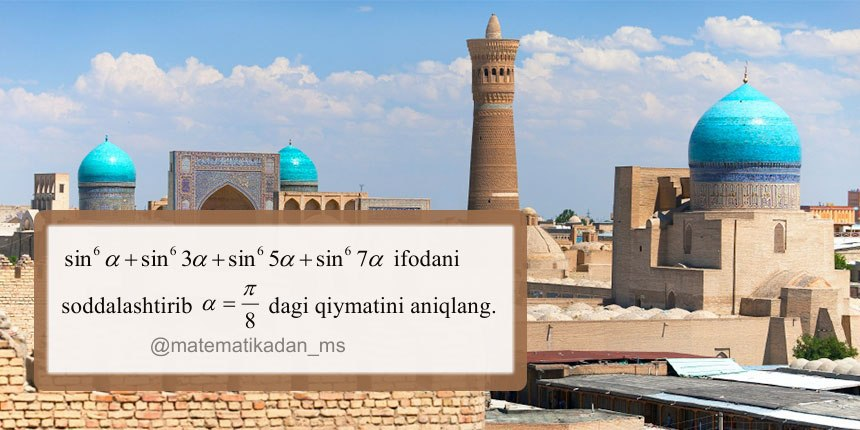 sin⁶ α + sin⁶ 3α + sin⁶ 5α + sin⁶ 7α ifodani
soddalashtirib α = π/8 dagi qiymatini aniqlang.
@matematikadan_ms